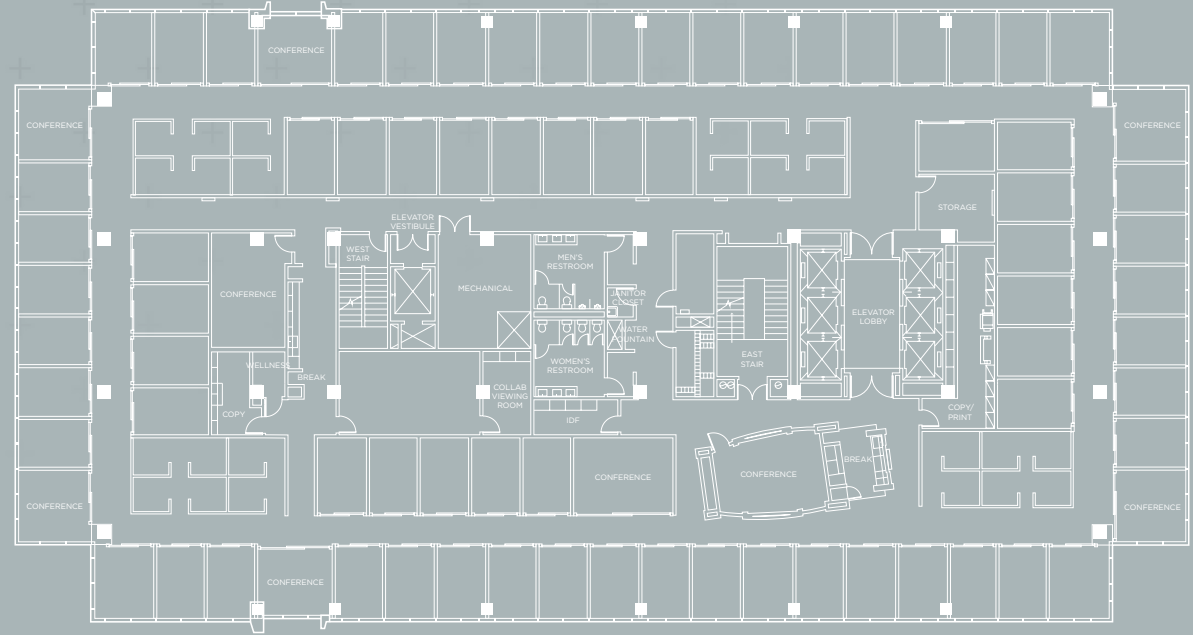 CONFERENCE
CONFERENCE
CONFERENCE
STORAGE
ELEVATOR
VESTIBULE
WEST
STAIR
MEN'S
RESTROOM
MECHANICAL
CONFERENCE
JANITOR
CLOSET
ELEVATOR
LOBBY
WATER
FOUNTAIN
WELLNESS
BREAK
WOMEN'S
RESTROOM
EAST
STAIR
COLLAB
VIEWING
ROOM
COPY
IDF
COPY/
PRINT
BREAK
CONFERENCE
CONFERENCE
CONFERENCE
CONFERENCE
CONFERENCE